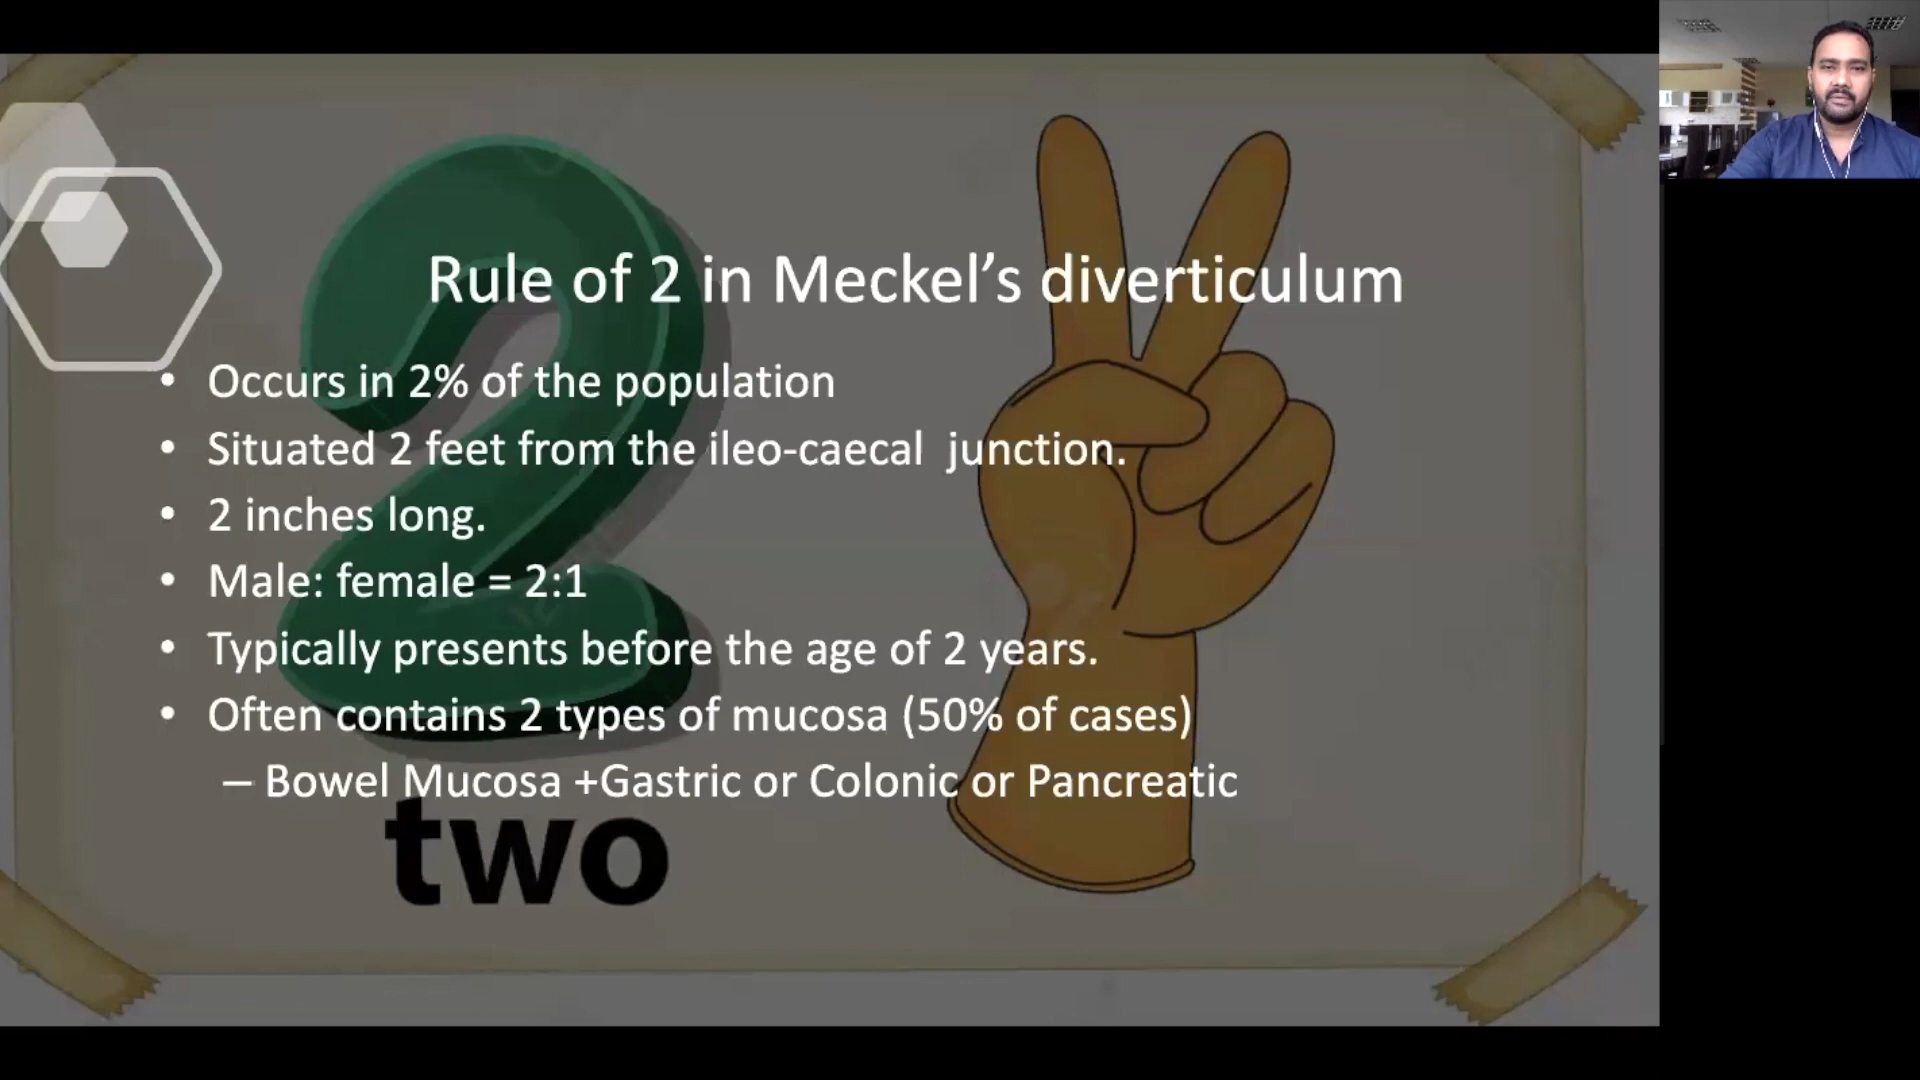 Rule of 2 in Meckel’s diverticulum
• Occurs in 2% of the population
• Situated 2 feet from the ileo-caecal junction.
• 2 inches long.
• Male: female = 2:1
• Typically presents before the age of 2 years.
• Often contains 2 types of mucosa (50% of cases)
– Bowel Mucosa +Gastric or Colonic or Pancreatic
two